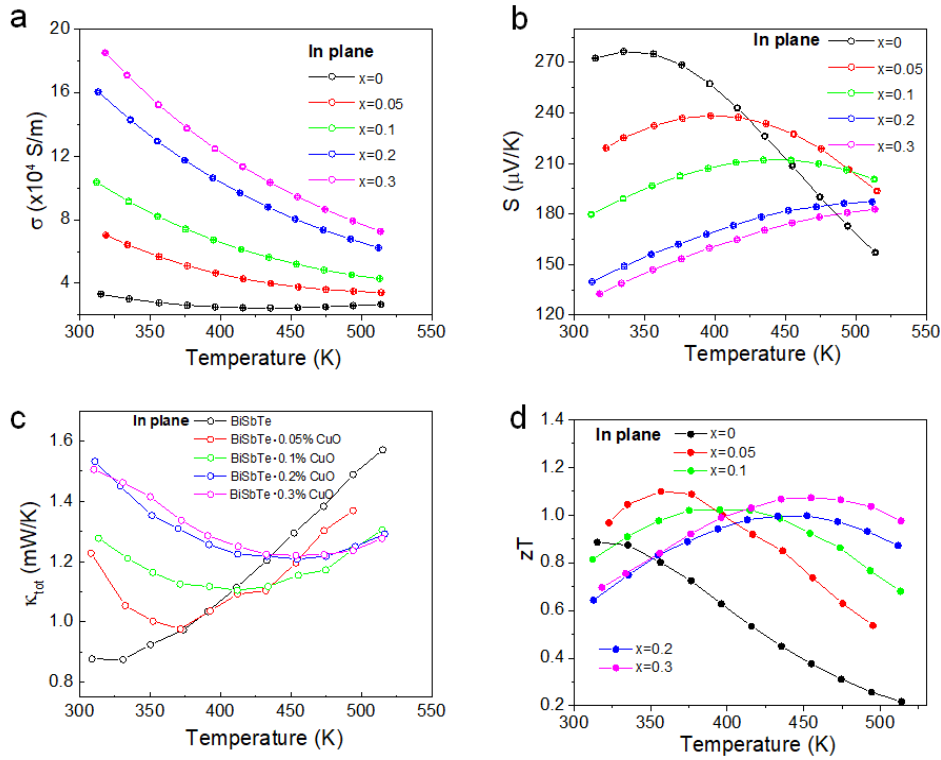 a
20
16
12
8
4
σ (x10⁴ S/m)
In plane
x=0
x=0.05
x=0.1
x=0.2
x=0.3
300 350 400 450 500 550
Temperature (K)
b
270
240
210
180
150
120
S (μV/K)
In plane
x=0
x=0.05
x=0.1
x=0.2
x=0.3
300 350 400 450 500 550
Temperature (K)
c
1.6
1.4
1.2
1.0
0.8
κtot (mW/K)
In plane
BiSbTe
BiSbTe+0.05% CuO
BiSbTe+0.1% CuO
BiSbTe+0.2% CuO
BiSbTe+0.3% CuO
300 350 400 450 500 550
Temperature (K)
d
1.4
1.2
1.0
0.8
0.6
0.4
0.2
zT
In plane
x=0
x=0.05
x=0.1
x=0.2
x=0.3
300 350 400 450 500
Temperature (K)